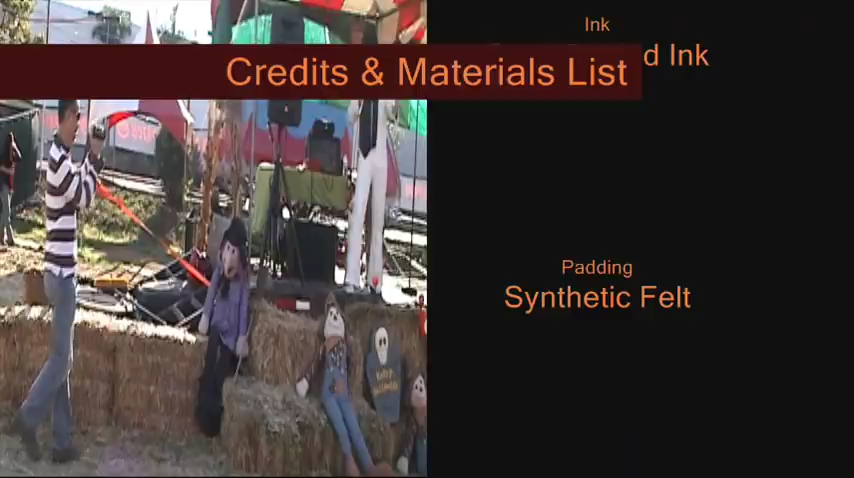 Credits & Materials List
Ink
d Ink
Padding
Synthetic Felt